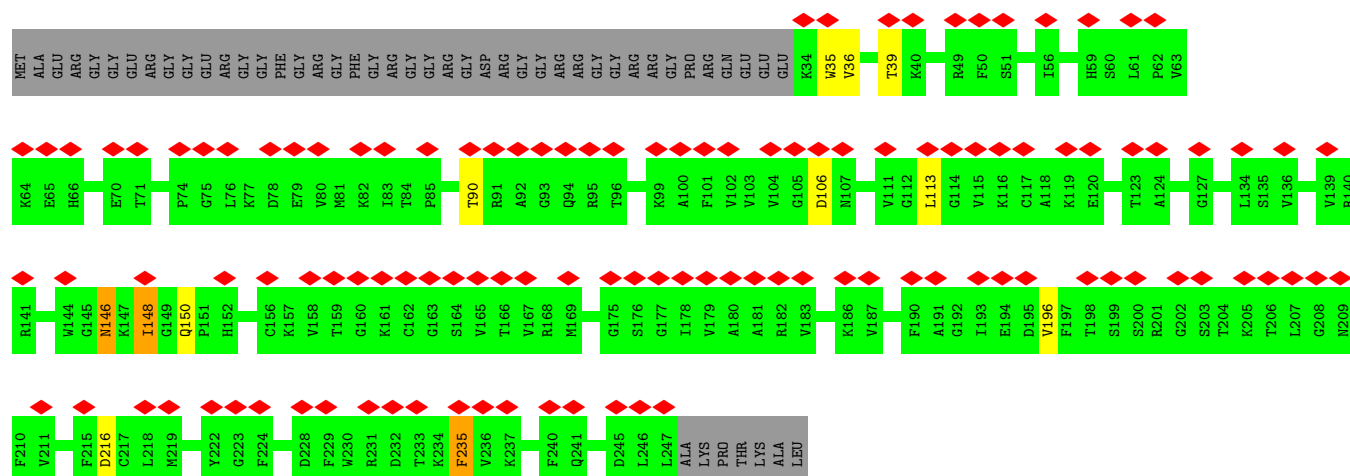 MET ALA GLU ARG GLY GLY GLU ARG GLY GLY GLU ARG GLY GLY PHE GLY ARG GLY PHE GLY ARG GLY GLY ARG GLY ASP ARG GLY GLY ARG ARG GLY GLY ARG ARG GLY PRO ARG GLN GLU GLU GLU K34 W35 V36 T39 K40 R49 F50 S51 I56 H59 S60 L61 P62 V63
K64 E65 H66 E70 T71 P74 G75 L76 K77 D78 E79 V80 M81 K82 I83 T84 P85 T90 R91 A92 G93 Q94 R95 T96 K99 A100 F101 V102 V103 V104 G105 D106 N107 V111 G112 L113 G114 V115 K116 C117 A118 K119 E120 T123 A124 G127 L134 S135 V136 V139 R140
R141 W144 G145 N146 K147 I148 G149 Q150 P151 H152 C156 K157 V158 T159 G160 K161 C162 G163 S164 V165 T166 V167 R168 M169 G175 S176 G177 I178 V179 A180 A181 R182 V183 K186 V187 F190 A191 G192 I193 E194 D195 V196 F197 T198 S199 S200 R201 G202 S203 T204 K205 T206 L207 G208 N209
F210 V211 F215 D216 C217 L218 M219 Y222 G223 F224 D228 F229 W230 R231 D232 T233 K234 F235 V236 K237 F240 Q241 D245 L246 L247 ALA LYS PRO THR LYS ALA LEU